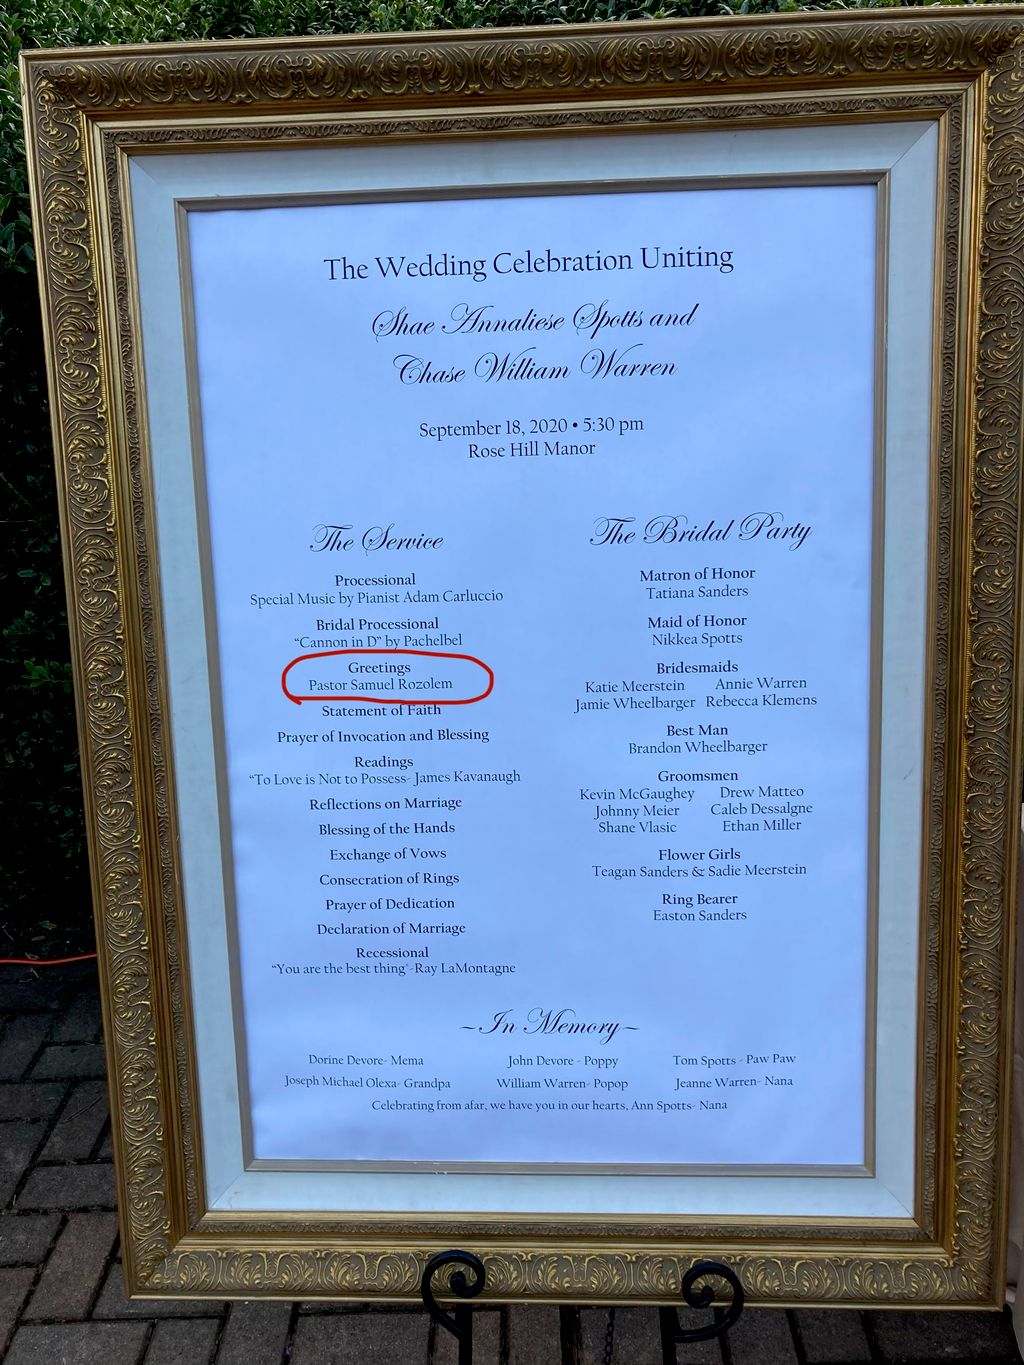 The Wedding Celebration Uniting
Shae Annaliese Spotts and
Chase William Warren
September 18, 2020 • 5:30 pm
Rose Hill Manor
The Service
Processional
Special Music by Pianist Adam Carluccio
Bridal Processional
"Cannon in D" by Pachelbel
Greetings
Pastor Samuel Rozolem
Statement of Faith
Prayer of Invocation and Blessing
Readings
"To Love is Not to Possess- James Kavanaugh
Reflections on Marriage
Blessing of the Hands
Exchange of Vows
Consecration of Rings
Prayer of Dedication
Declaration of Marriage
Recessional
"You are the best thing'-Ray LaMontagne
The Bridal Party
Matron of Honor
Tatiana Sanders
Maid of Honor
Nikkea Spotts
Bridesmaids
Katie Meerstein Annie Warren
Jamie Wheelbarger Rebecca Klemens
Best Man
Brandon Wheelbarger
Groomsmen
Kevin McGaughey Drew Matteo
Johnny Meier Caleb Dessalgne
Shane Vlasic Ethan Miller
Flower Girls
Teagan Sanders & Sadie Meerstein
Ring Bearer
Easton Sanders
~In Memory~
Dorine Devore- Mema John Devore - Poppy Tom Spotts - Paw Paw
Joseph Michael Olexa- Grandpa William Warren- Popop Jeanne Warren- Nana
Celebrating from afar, we have you in our hearts, Ann Spotts- Nana